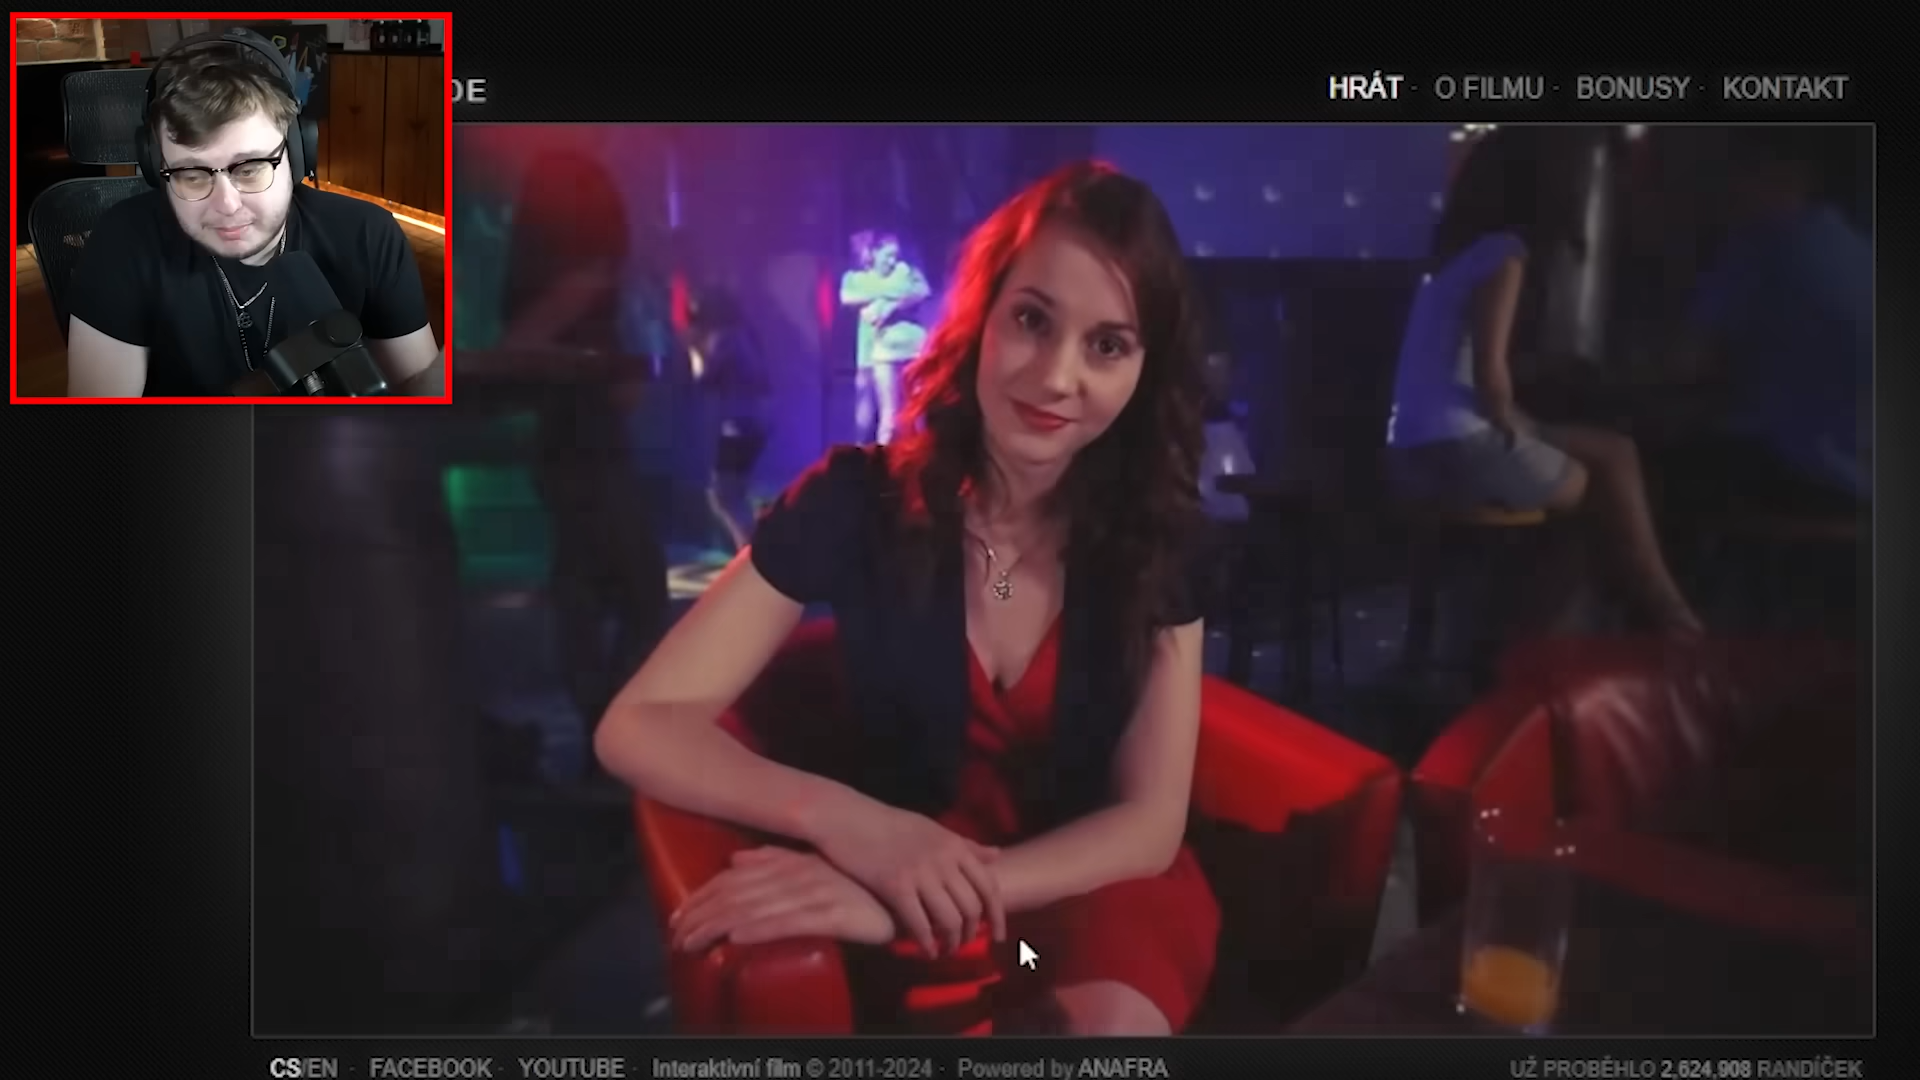 DE
HRÁT · O FILMU · BONUSY · KONTAKT
CS/EN · FACEBOOK · YOUTUBE · Interaktivní film © 2011-2024 · Powered by ANAFRA
UŽ PROBĚHLO 2,624,908 RANDÍČEK